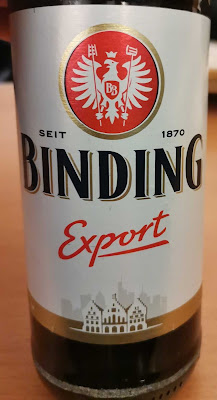 BB
SEIT 1870
BINDING
Export